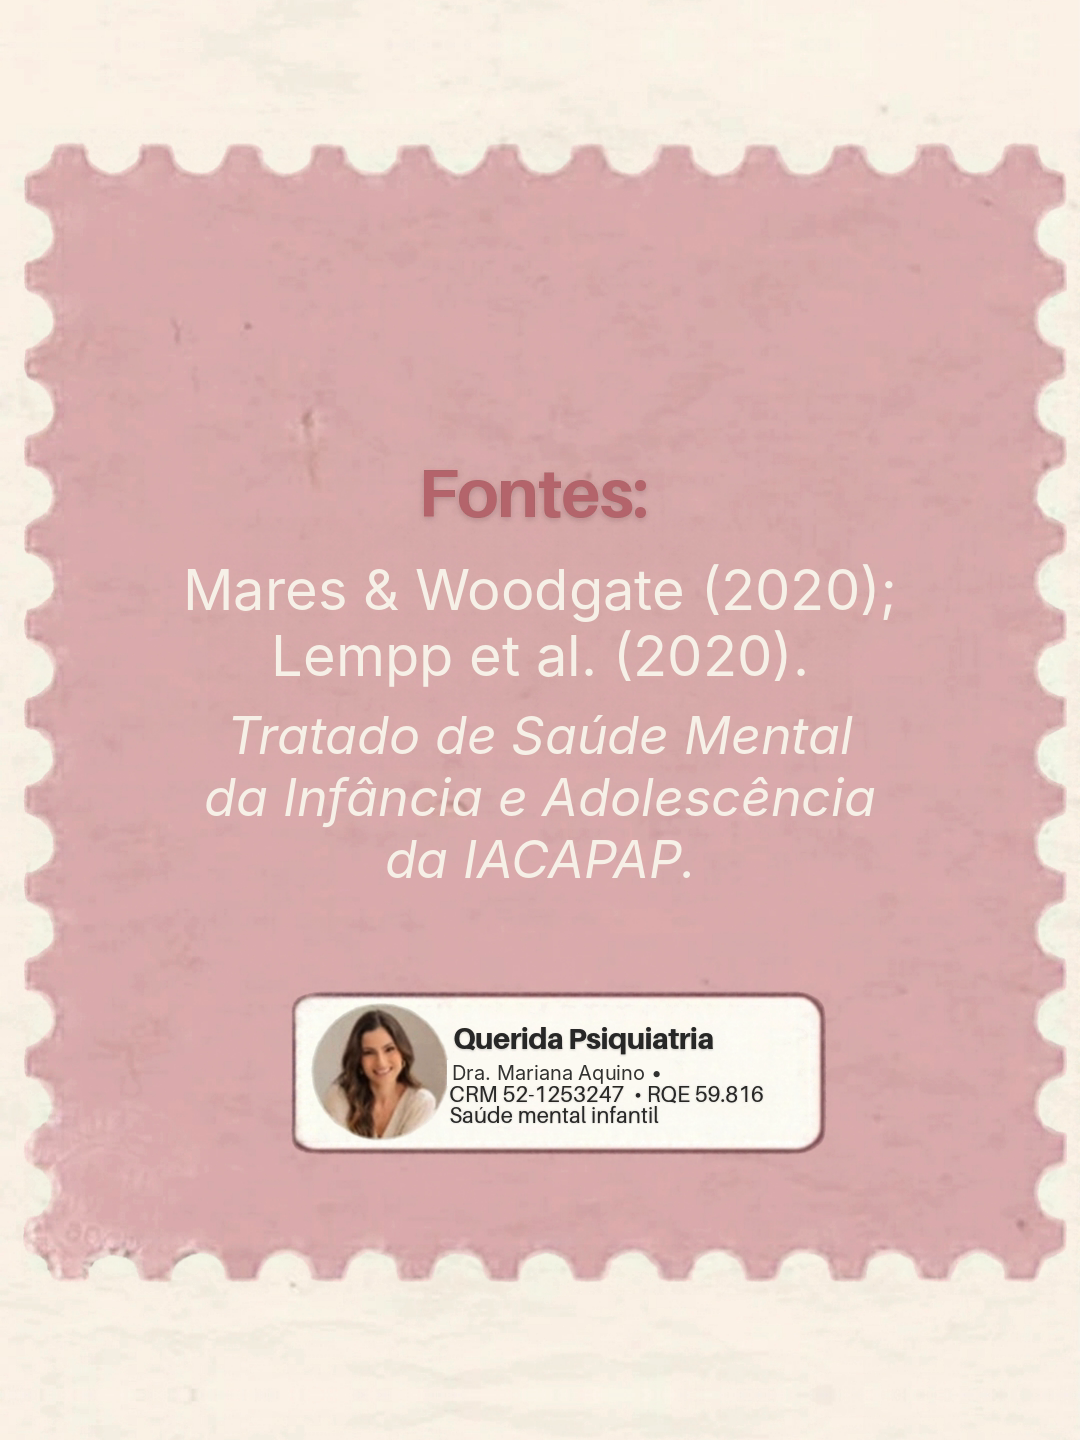 Fontes:
Mares & Woodgate (2020);
Lempp et al. (2020).
Tratado de Saúde Mental
da Infância e Adolescência
da IACAPAP.
Querida Psiquiatria
Dra. Mariana Aquino •
CRM 52-1253247 • RQE 59.816
Saúde mental infantil